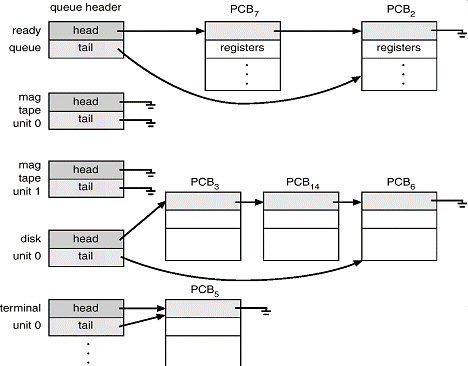 queue header PCB7 PCB2
ready head
queue tail registers registers
mag head
tape
unit 0 tail
mag head
tape
unit 1 tail
PCB3 PCB14 PCB6
disk head
unit 0 tail
PCB5
terminal head
unit 0 tail